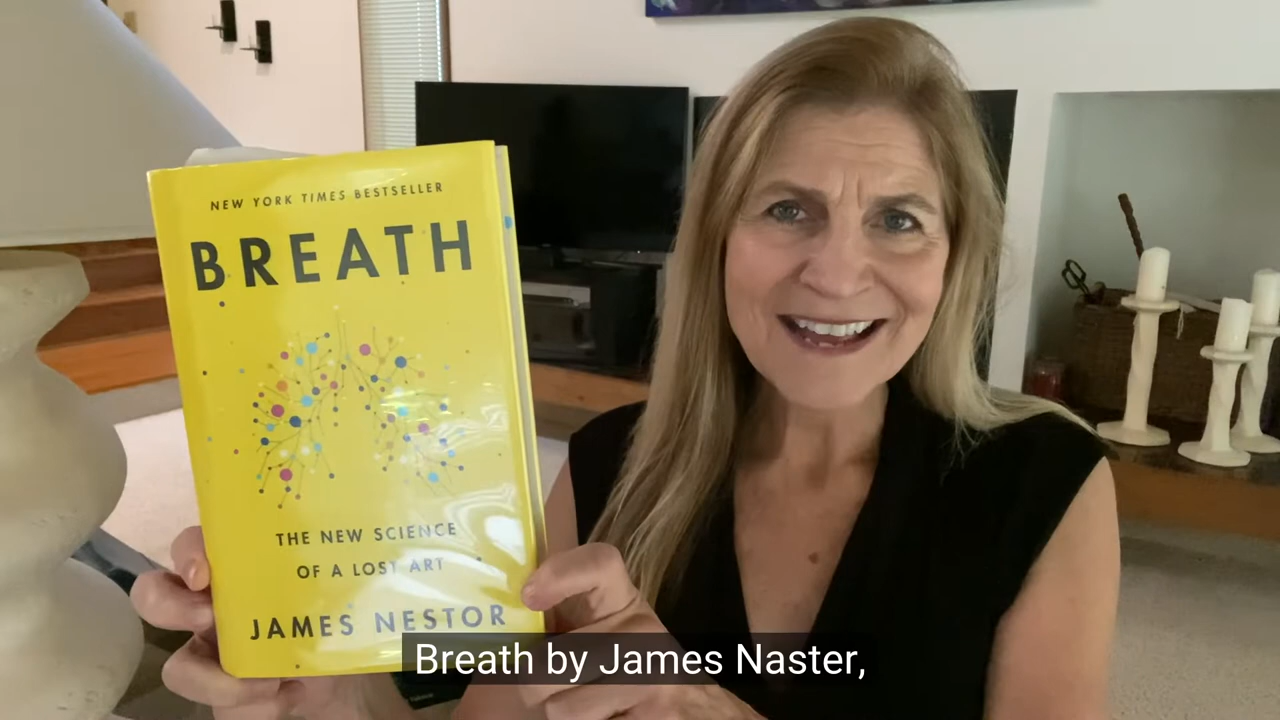 NEW YORK TIMES BESTSELLER
BREATH
THE NEW SCIENCE
OF A LOST ART
JAMES NESTOR
Breath by James Naster,